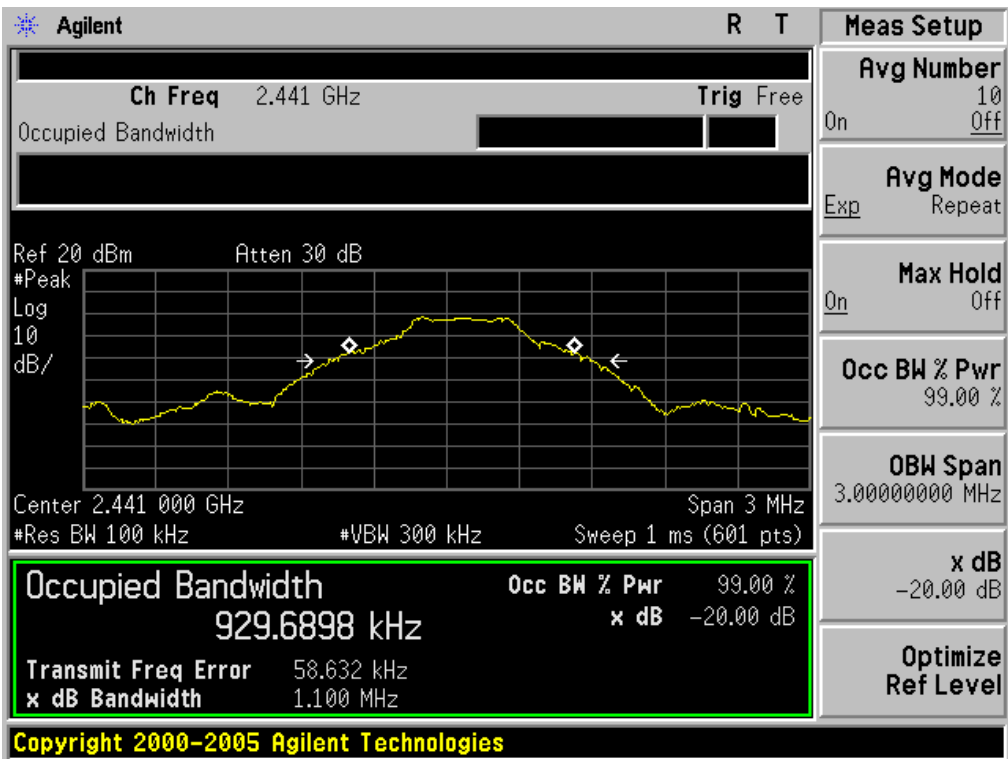 Agilent R T
Ch Freq 2.441 GHz Trig Free
Occupied Bandwidth
Ref 20 dBm Atten 30 dB
#Peak
Log
10
dB/
Center 2.441 000 GHz Span 3 MHz
#Res BW 100 kHz #VBW 300 kHz Sweep 1 ms (601 pts)
Occupied Bandwidth Occ BW % Pwr 99.00 %
929.6898 kHz x dB -20.00 dB
Transmit Freq Error 58.632 kHz
x dB Bandwidth 1.100 MHz
Copyright 2000-2005 Agilent Technologies
Meas Setup
Avg Number
10
On Off
Avg Mode
Exp Repeat
Max Hold
On Off
Occ BW % Pwr
99.00 %
OBW Span
3.00000000 MHz
x dB
-20.00 dB
Optimize
Ref Level